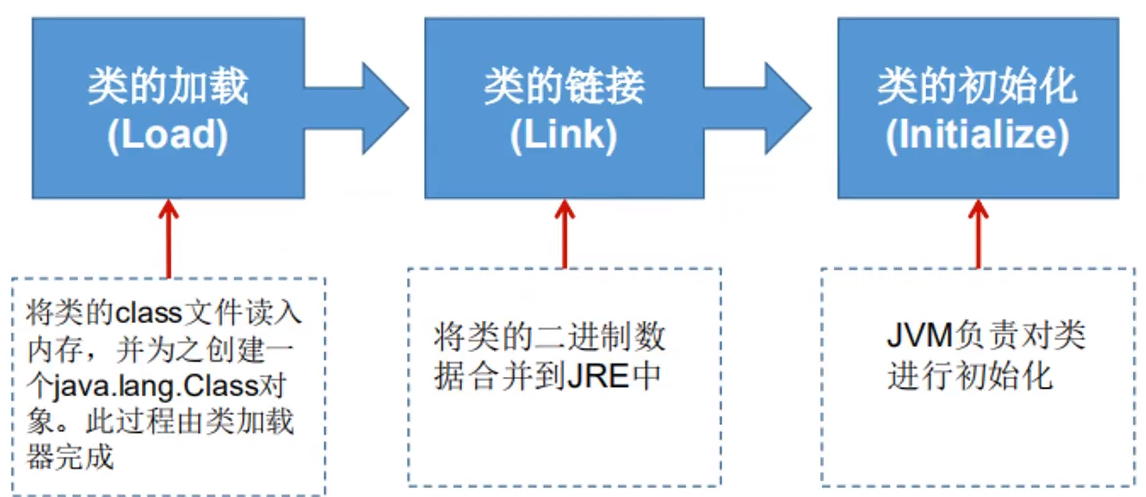 类的加载
(Load)
类的链接
(Link)
类的初始化
(Initialize)
将类的class文件读入
内存，并为之创建一
个java.lang.Class对
象。此过程由类加载
器完成
将类的二进制数
据合并到JRE中
JVM负责对类
进行初始化